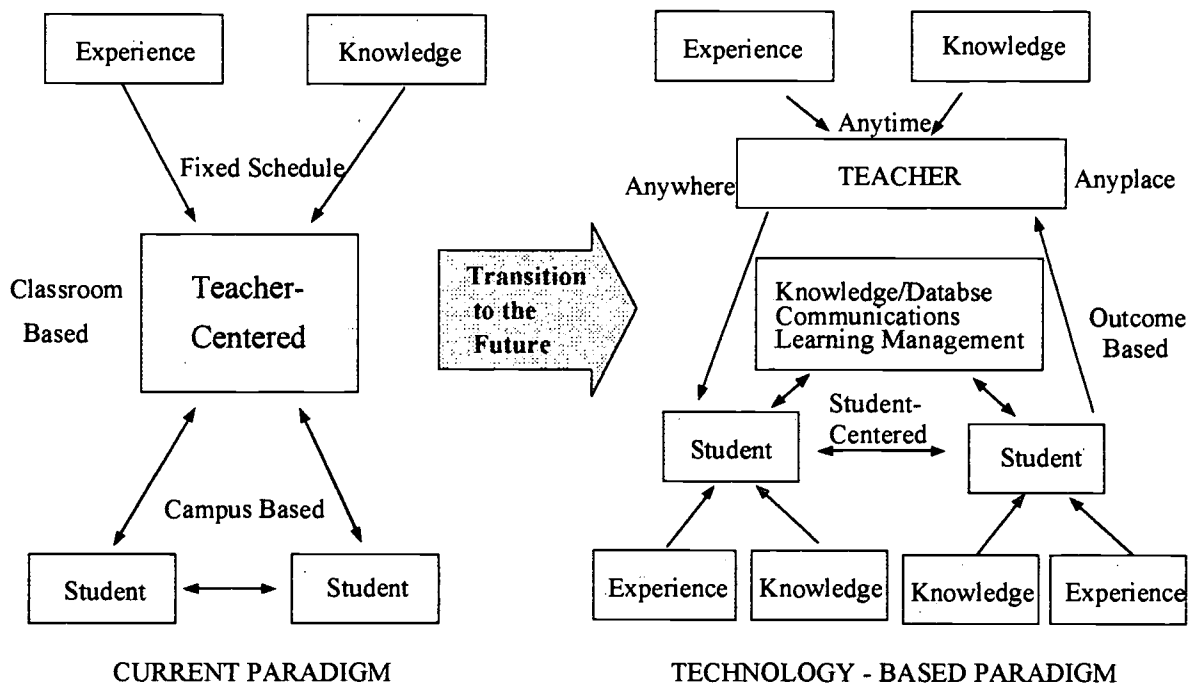 Experience
Knowledge
Fixed Schedule
Classroom
Based
Teacher-
Centered
Campus Based
Student
Student
CURRENT PARADIGM
Transition
to the
Future
Experience
Knowledge
Anytime
Anywhere
TEACHER
Anyplace
Knowledge/Databse
Communications
Learning Management
Outcome
Based
Student-
Centered
Student
Student
Experience
Knowledge
Knowledge
Experience
TECHNOLOGY - BASED PARADIGM